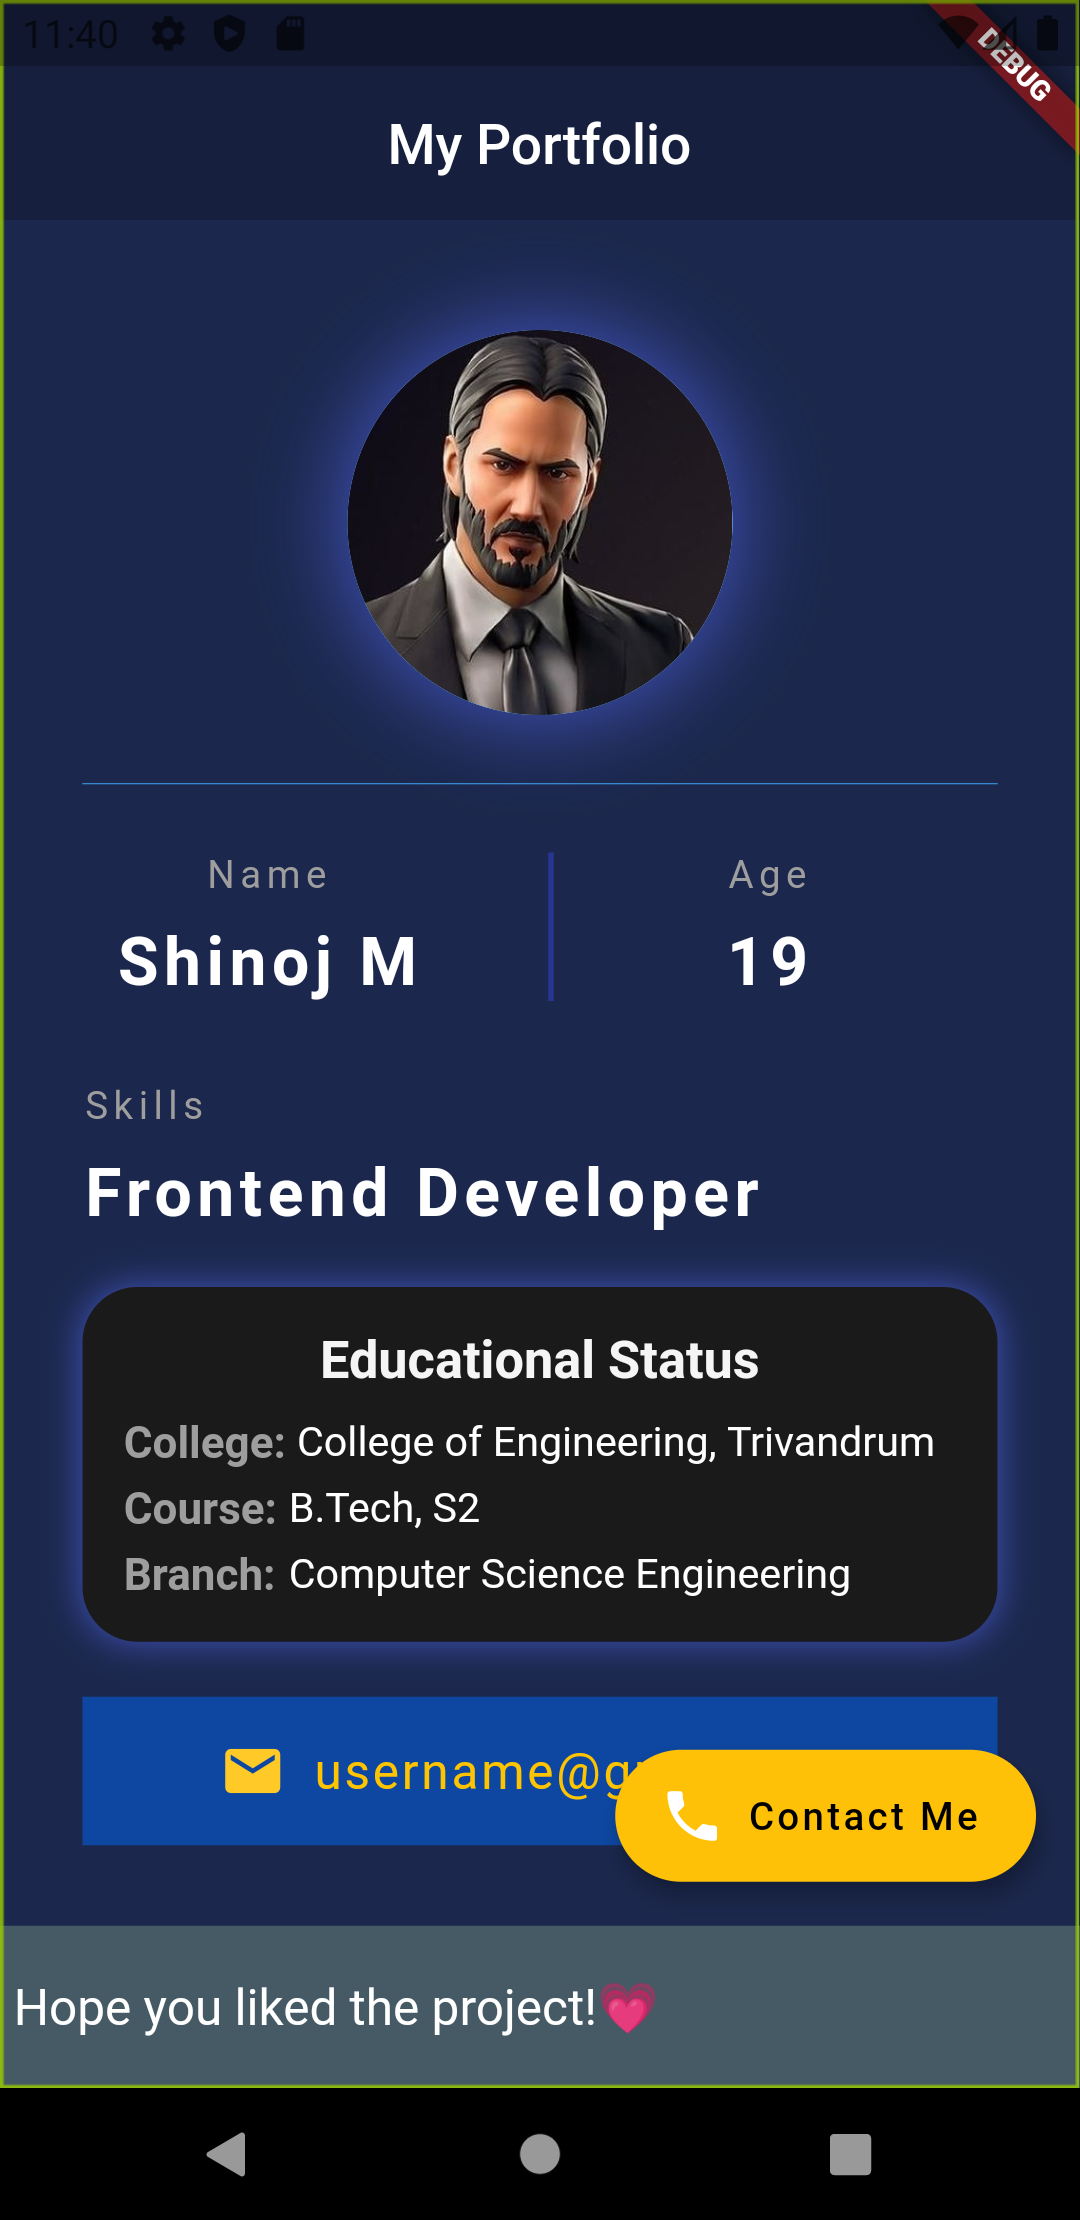 11:40
DEBUG
My Portfolio
Name
Age
Shinoj M
19
Skills
Frontend Developer
Educational Status
College: College of Engineering, Trivandrum
Course: B.Tech, S2
Branch: Computer Science Engineering
username@g
Contact Me
Hope you liked the project!💗